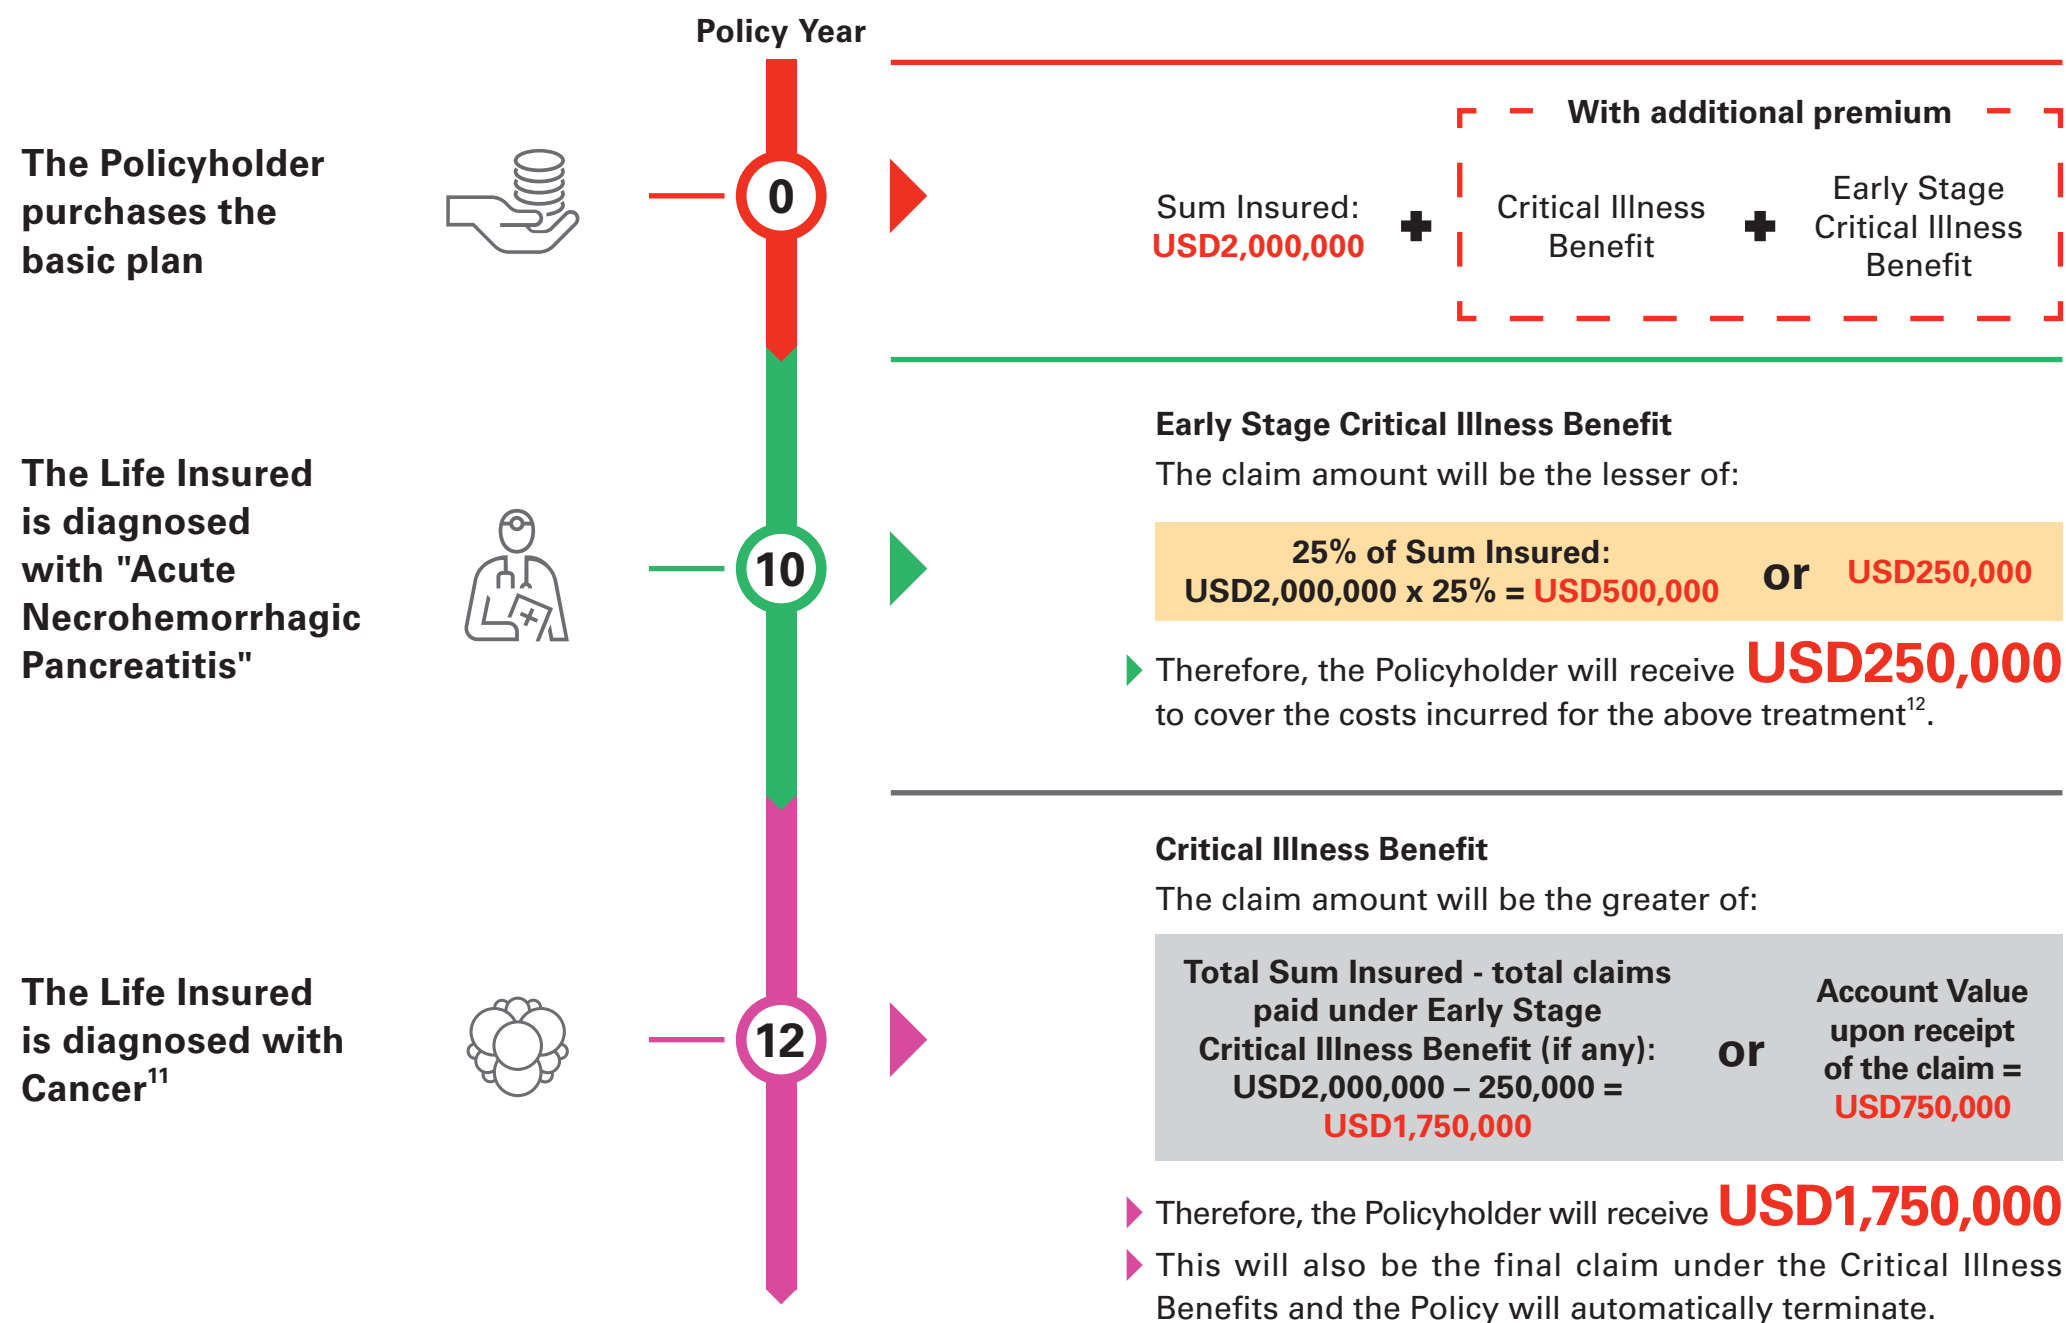 Policy Year
The Policyholder
purchases the
basic plan
0
Sum Insured:
USD2,000,000
With additional premium
Critical Illness
Benefit
Early Stage
Critical Illness
Benefit
The Life Insured
is diagnosed
with "Acute
Necrohemorrhagic
Pancreatitis"
10
Early Stage Critical Illness Benefit
The claim amount will be the lesser of:
25% of Sum Insured:
USD2,000,000 x 25% = USD500,000
or
USD250,000
Therefore, the Policyholder will receive USD250,000
to cover the costs incurred for the above treatment12.
The Life Insured
is diagnosed with
Cancer11
12
Critical Illness Benefit
The claim amount will be the greater of:
Total Sum Insured - total claims
paid under Early Stage
Critical Illness Benefit (if any):
USD2,000,000 – 250,000 =
USD1,750,000
or
Account Value
upon receipt
of the claim =
USD750,000
Therefore, the Policyholder will receive USD1,750,000
This will also be the final claim under the Critical Illness
Benefits and the Policy will automatically terminate.